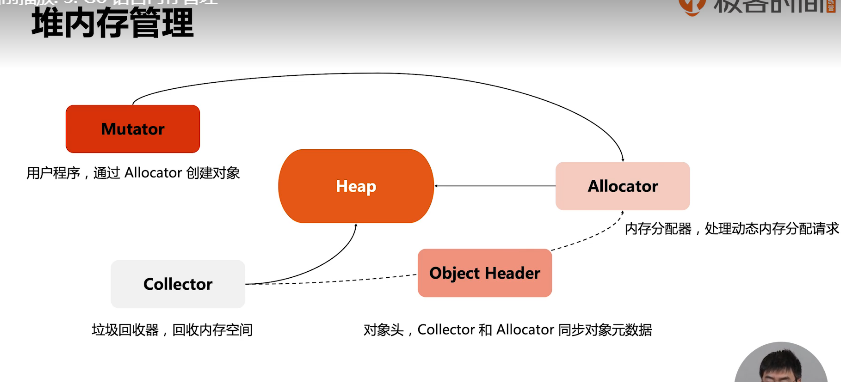 堆内存管理
极客时间
Mutator
用户程序，通过 Allocator 创建对象
Heap
Allocator
内存分配器，处理动态内存分配请求
Object Header
Collector
垃圾回收器，回收内存空间
对象头，Collector 和 Allocator 同步对象元数据